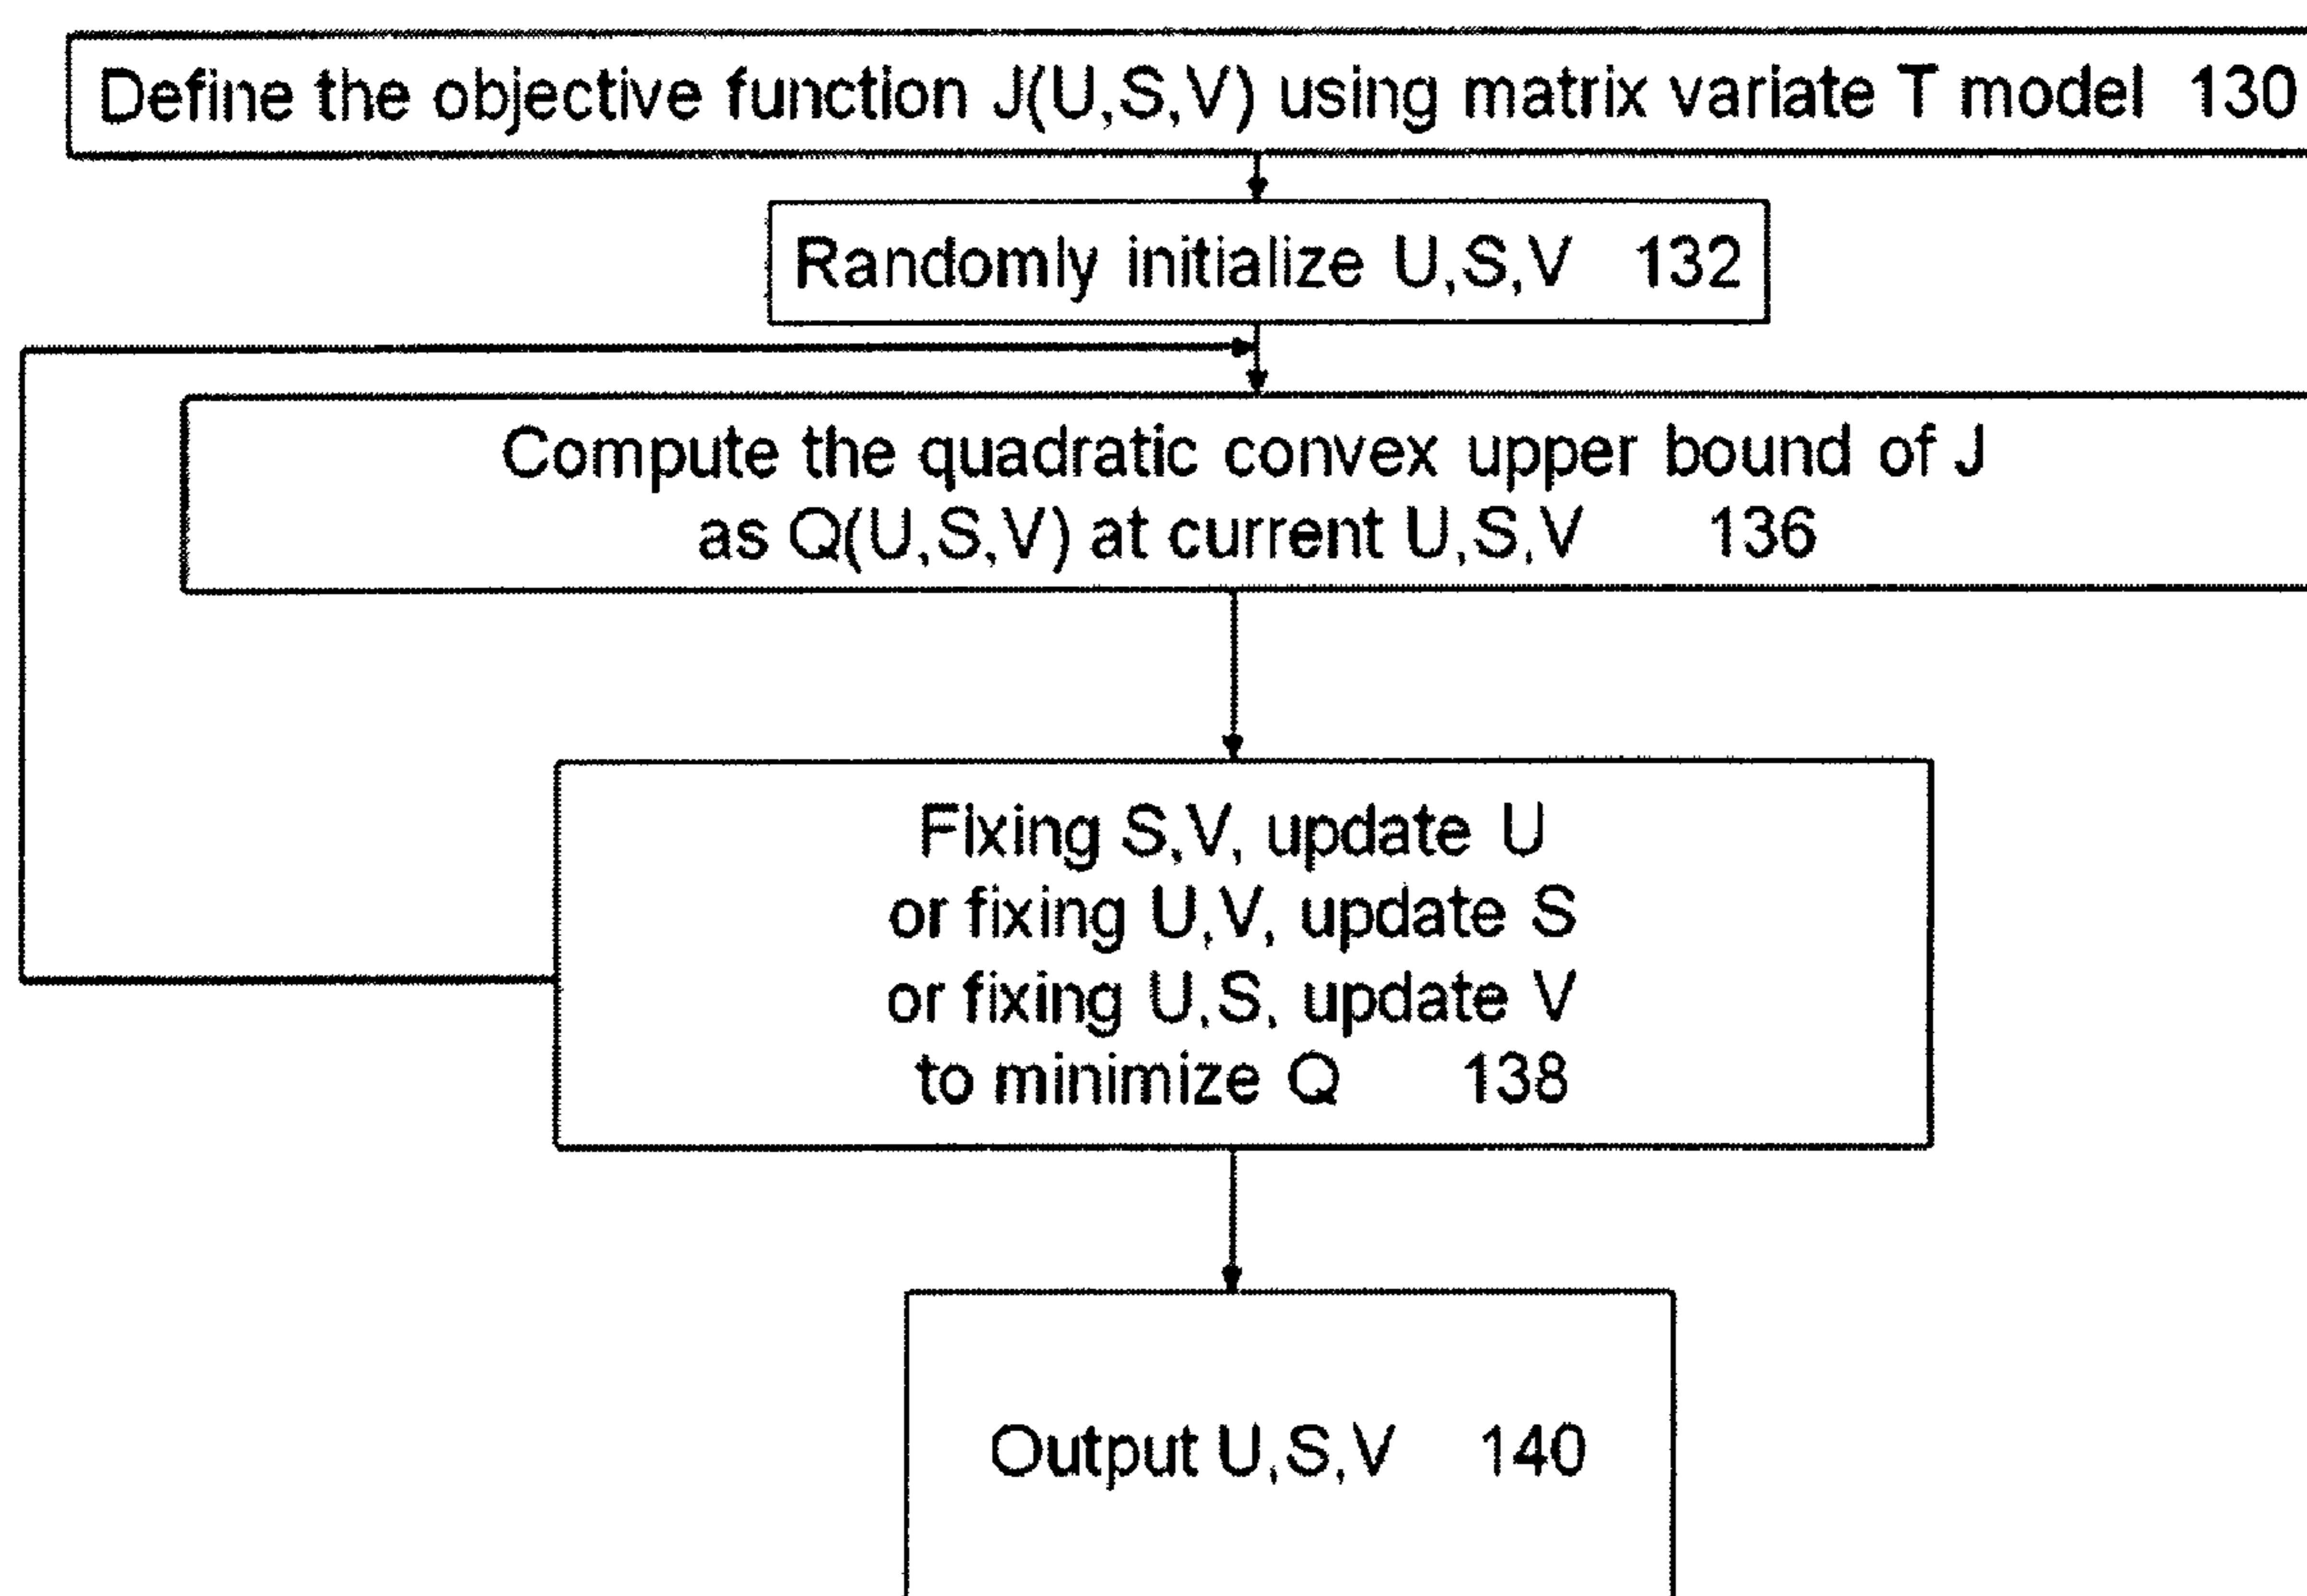 Define the objective function J(U,S,V) using matrix variate T model 130
Randomly initialize U,S,V 132
Compute the quadratic convex upper bound of J
as Q(U,S,V) at current U,S,V 136
Fixing S,V, update U
or fixing U,V, update S
or fixing U,S, update V
to minimize Q 138
Output U,S,V 140